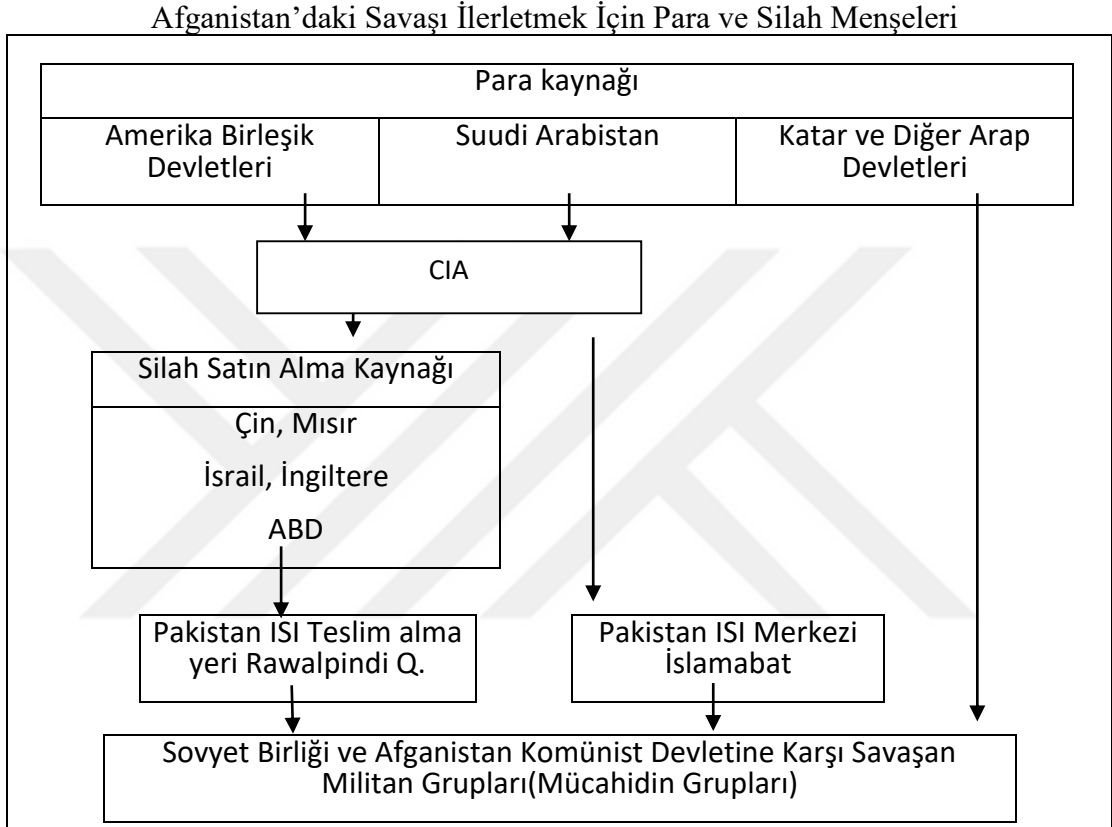 Afganistan’daki Savaşı İlerletmek İçin Para ve Silah Menşeleri
Para kaynağı
Amerika Birleşik
Devletleri
Suudi Arabistan
Katar ve Diğer Arap
Devletleri
CIA
Silah Satın Alma Kaynağı
Çin, Mısır
İsrail, İngiltere
ABD
Pakistan ISI Teslim alma
yeri Rawalpindi Q.
Pakistan ISI Merkezi
İslamabat
Sovyet Birliği ve Afganistan Komünist Devletine Karşı Savaşan
Militan Grupları(Mücahidin Grupları)